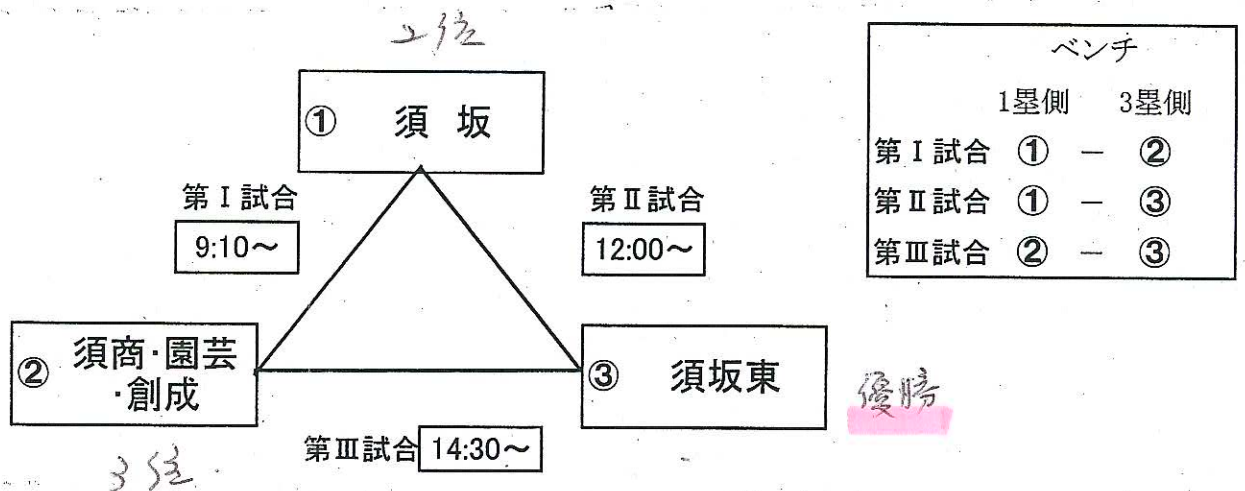 2位
① 須 坂
第Ⅰ試合
9:10～
第Ⅱ試合
12:00～
② 須商・園芸
・創成
③ 須坂東
優勝
第Ⅲ試合 14:30～
3位
ベンチ
1塁側 3塁側
第Ⅰ試合 ① － ②
第Ⅱ試合 ① － ③
第Ⅲ試合 ② － ③